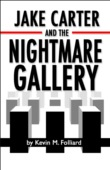 JAKE CARTER
AND THE
NIGHTMARE
GALLERY
by Kevin M. Folliard